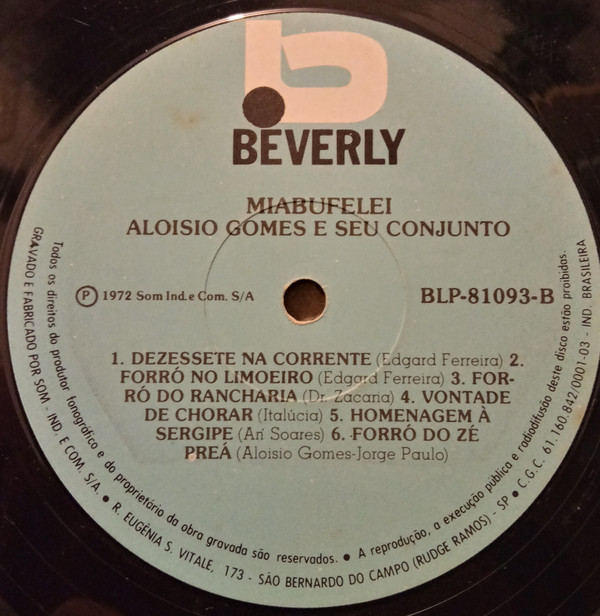 b
BEVERLY
MIABUFELEI
ALOISIO GOMES E SEU CONJUNTO
Ⓟ 1972 Som Ind. e Com. S/A
BLP-81093-B
1. DEZESSETE NA CORRENTE (Edgard Ferreira) 2.
FORRÓ NO LIMOEIRO (Edgard Ferreira) 3. FOR-
RÓ DO RANCHARIA (Dr. Zacaria) 4. VONTADE
DE CHORAR (Italúcia) 5. HOMENAGEM À
SERGIPE (Ari Soares) 6. FORRÓ DO ZÉ
PREÁ (Aloisio Gomes-Jorge Paulo)
Todos os direitos do produtor fonográfico e do proprietário da obra gravada são reservados. ● A reprodução, a execução pública e radiodifusão deste disco estão proibidas.
GRAVADO E FABRICADO POR SOM - IND. E COM. S/A. ● R. EUGÊNIA S. VITALE, 173 - SÃO BERNARDO DO CAMPO (RUDGE RAMOS) - SP ● C.G.C. 61.160.842/0001-03 - IND. BRASILEIRA